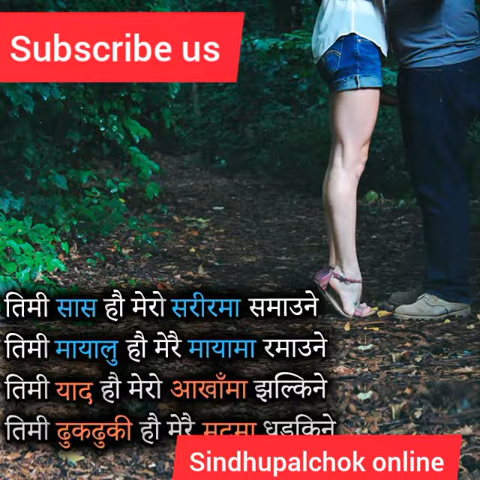 Subscribe us
तिमी सास हौ मेरो सरीरमा समाउने
तिमी मायालु हौ मेरै मायामा रमाउने
तिमी याद हौ मेरो आखाँमा झल्किने
तिमी ढुकढुकी हौ मेरै मुटुमा धड्किने
Sindhupalchok online